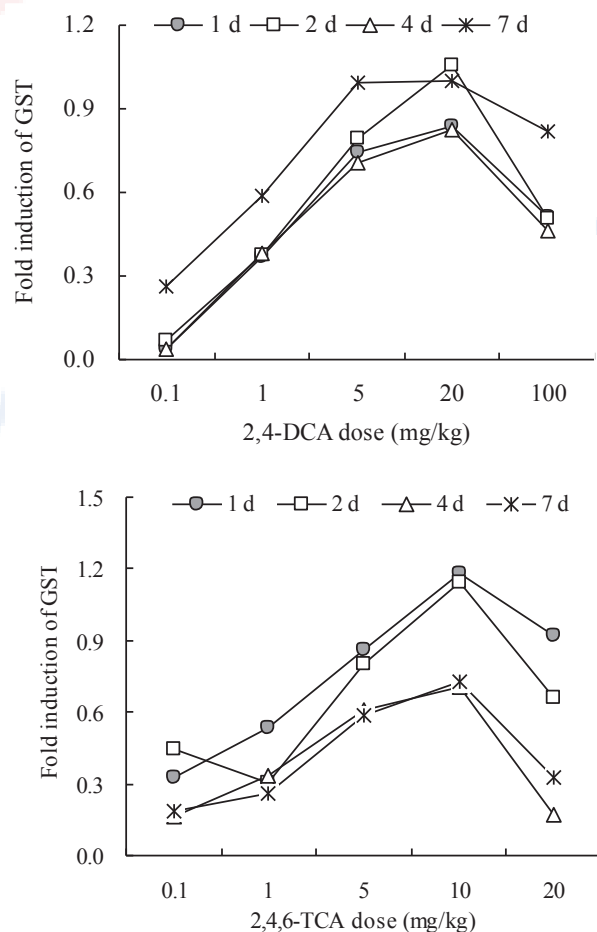 1.2
1 d 2 d 4 d 7 d
0.9
0.6
0.3
0.0
Fold induction of GST
0.1 1 5 20 100
2,4-DCA dose (mg/kg)
1.5
1 d 2 d 4 d 7 d
1.2
0.9
0.6
0.3
0.0
Fold induction of GST
0.1 1 5 10 20
2,4,6-TCA dose (mg/kg)